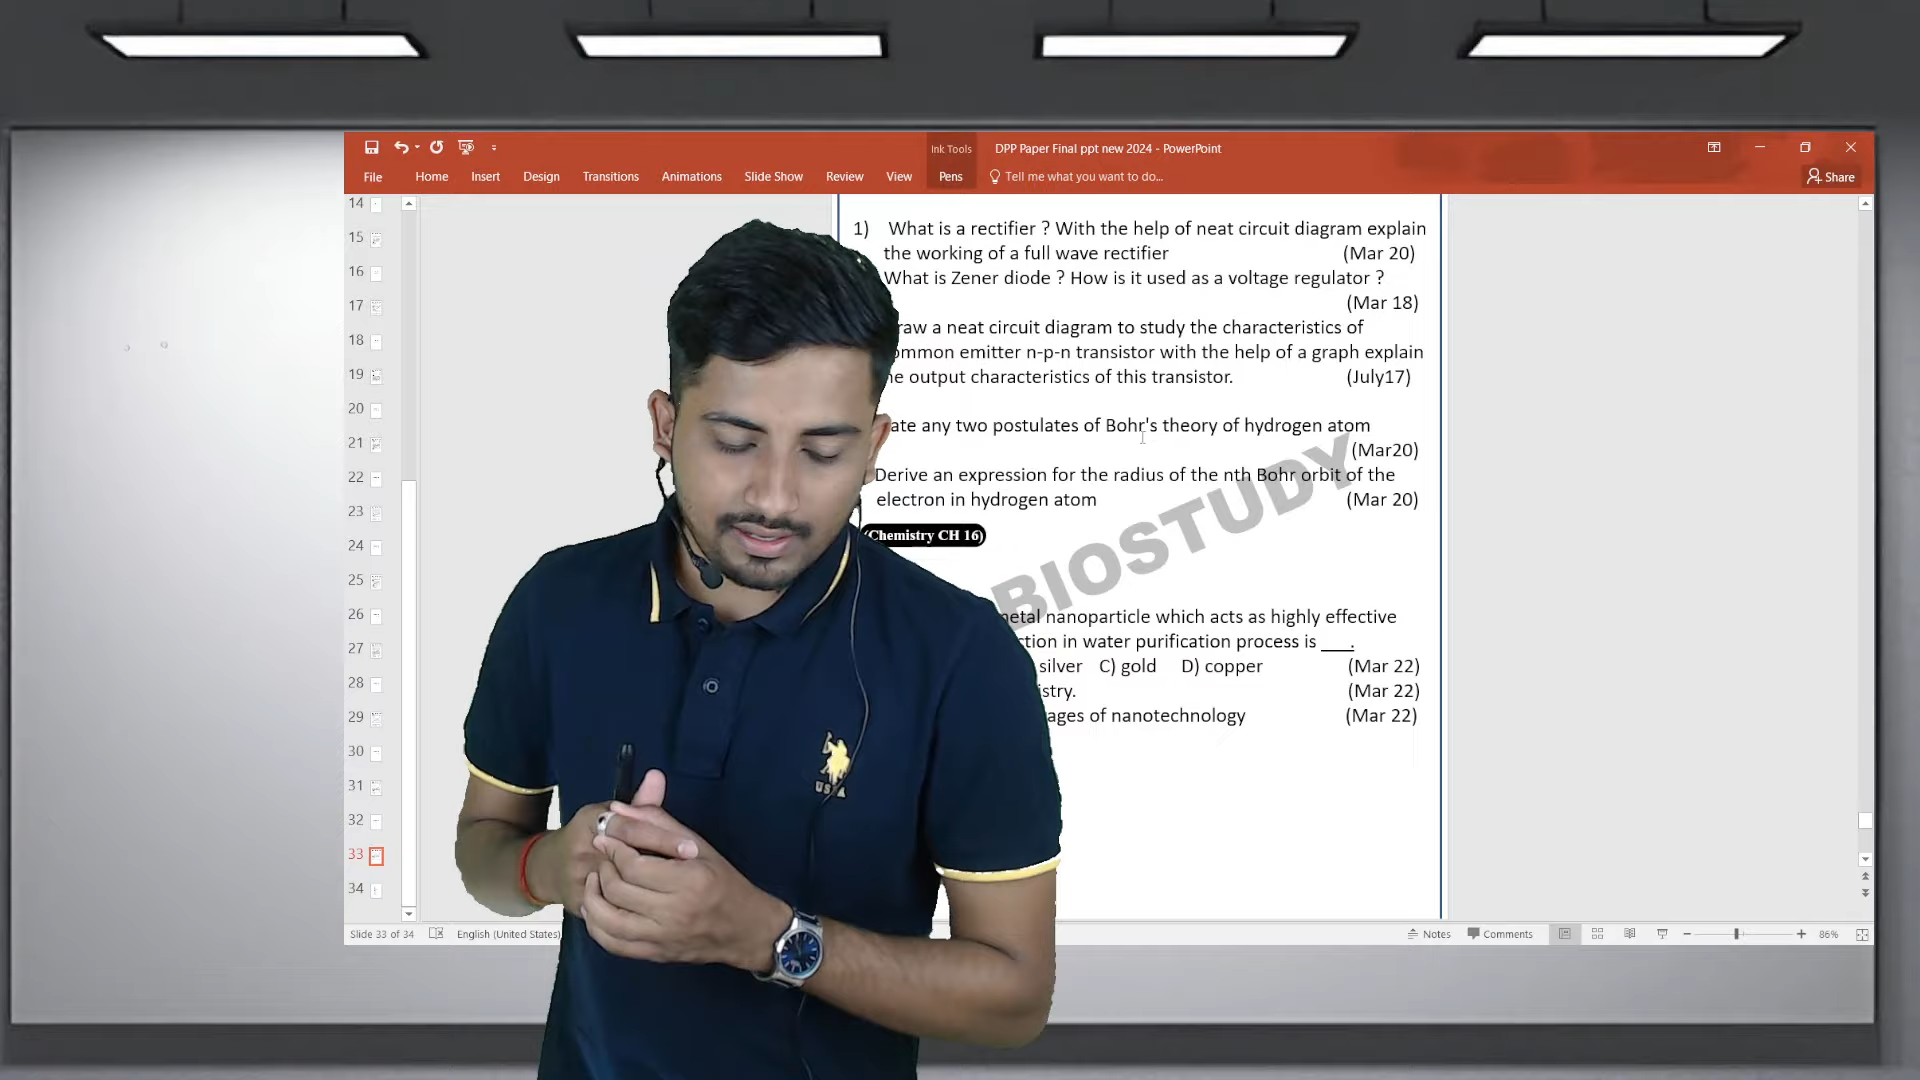 Ink Tools
DPP Paper Final ppt new 2024 - PowerPoint
File Home Insert Design Transitions Animations Slide Show Review View Pens Tell me what you want to do... Share
14
15
16
17
18
19
20
21
22
23
24
25
26
27
28
29
30
31
32
33
34
1) What is a rectifier ? With the help of neat circuit diagram explain
the working of a full wave rectifier (Mar 20)
What is Zener diode ? How is it used as a voltage regulator ?
(Mar 18)
raw a neat circuit diagram to study the characteristics of
ommon emitter n-p-n transistor with the help of a graph explain
he output characteristics of this transistor. (July17)
ate any two postulates of Bohr's theory of hydrogen atom
(Mar20)
Derive an expression for the radius of the nth Bohr orbit of the
electron in hydrogen atom (Mar 20)
(Chemistry CH 16)
BIOSTUDY
etal nanoparticle which acts as highly effective
ction in water purification process is ___.
silver C) gold D) copper (Mar 22)
istry. (Mar 22)
ages of nanotechnology (Mar 22)
Slide 33 of 34 English (United States) Notes Comments 86%